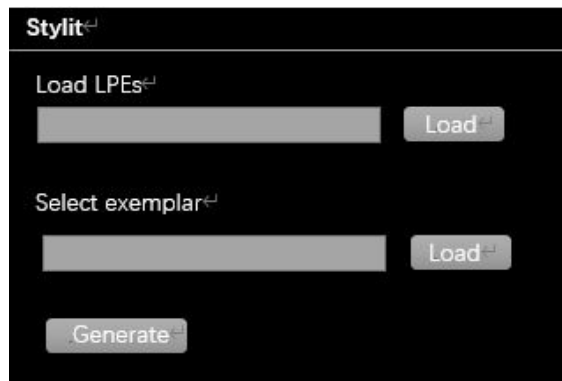 Stylit
Load LPEs
Load
Select exemplar
Load
Generate